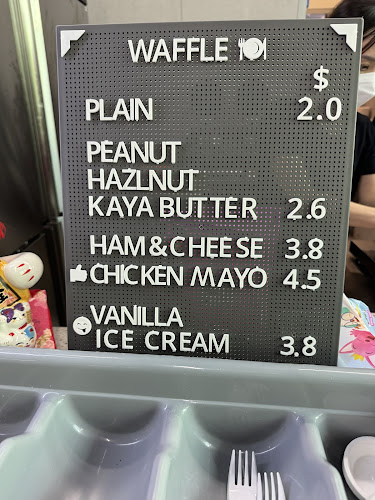 WAFFLE
$
PLAIN 2.0
PEANUT
HAZLNUT
KAYA BUTTER 2.6
HAM & CHEESE 3.8
CHICKEN MAYO 4.5
VANILLA
ICE CREAM 3.8